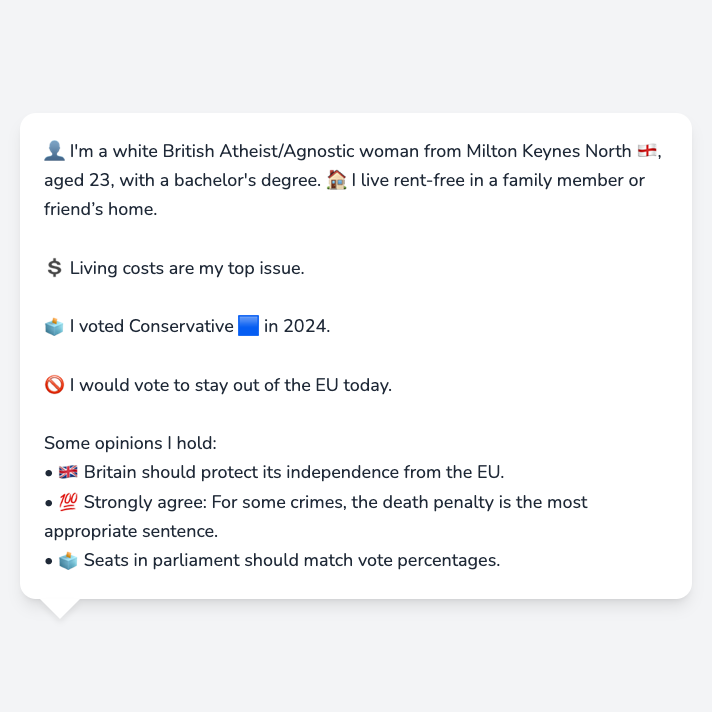 👤 I'm a white British Atheist/Agnostic woman from Milton Keynes North 🏴󠁧󠁢󠁥󠁮󠁧󠁿,
aged 23, with a bachelor's degree. 🏠 I live rent-free in a family member or
friend’s home.
💲 Living costs are my top issue.
🗳️ I voted Conservative 🟦 in 2024.
🚫 I would vote to stay out of the EU today.
Some opinions I hold:
• 🇬🇧 Britain should protect its independence from the EU.
• 💯 Strongly agree: For some crimes, the death penalty is the most
appropriate sentence.
• 🗳️ Seats in parliament should match vote percentages.